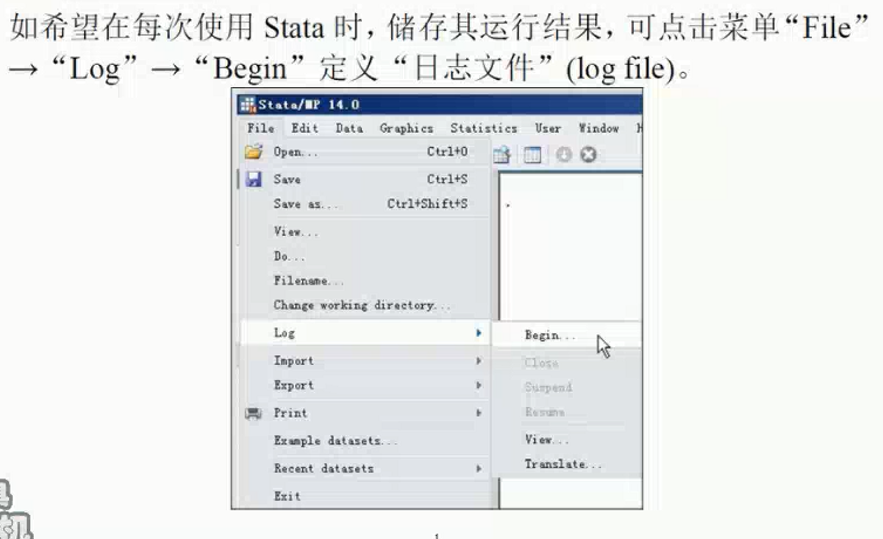 如希望在每次使用 Stata 时，储存其运行结果，可点击菜单“File”
→“Log”→“Begin”定义“日志文件”(log file)。
Stata/MP 14.0
File Edit Data Graphics Statistics User Window
Open... Ctrl+O
Save Ctrl+S
Save as... Ctrl+Shift+S
View...
Do...
Filename...
Change working directory...
Log
Begin...
Import
Close
Export
Suspend
Print
Resume
Example datasets...
View...
Recent datasets
Translate...
Exit